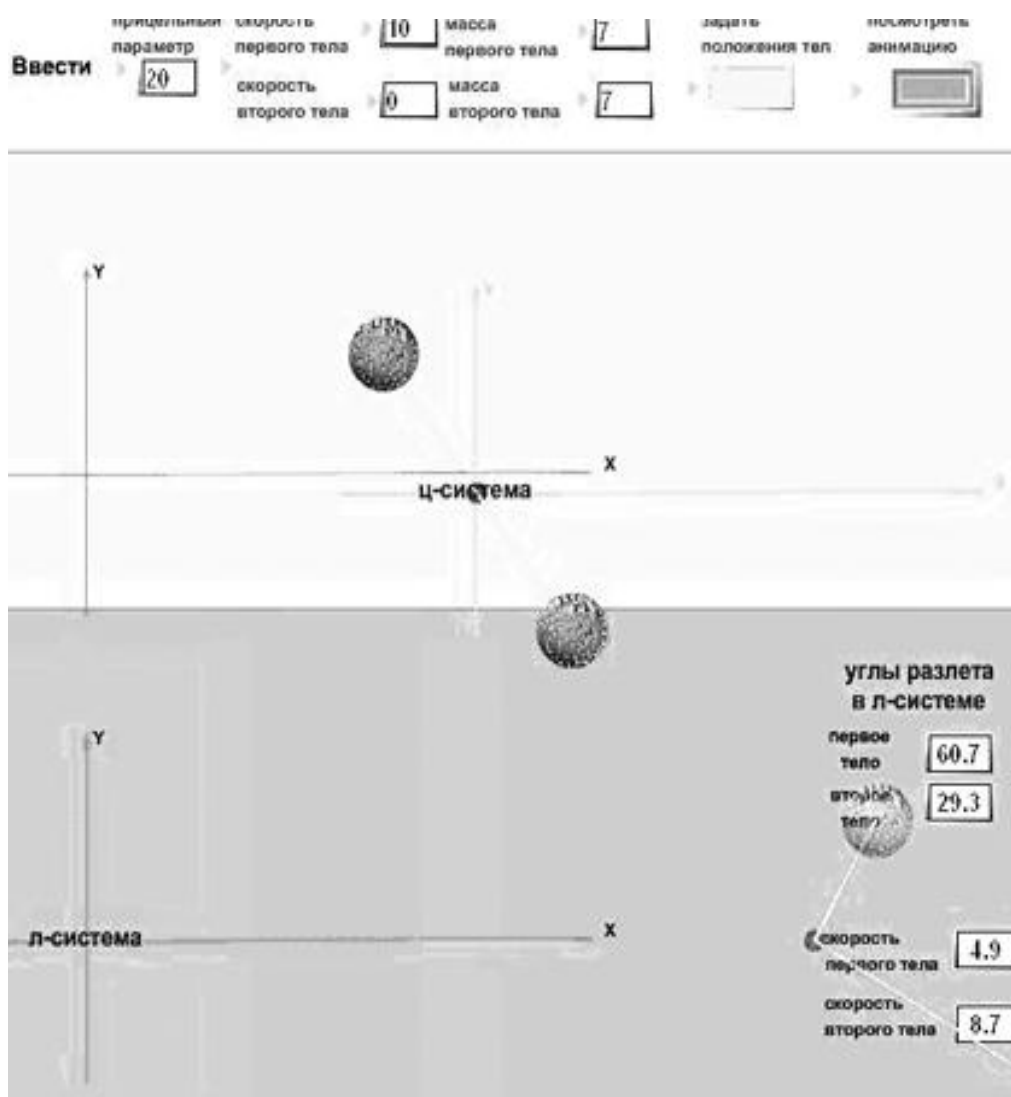 прицельный скорость 10 масса 7 задать посмотреть
параметр первого тела первого тела положения тел анимацию
Ввести 20
скорость 0 масса 7
второго тела второго тела
Y
X
ц-система
углы разлета
в л-системе
Y
первое 60.7
тело
второе 29.3
тело
X
л-система
скорость 4.9
первого тела
скорость 8.7
второго тела